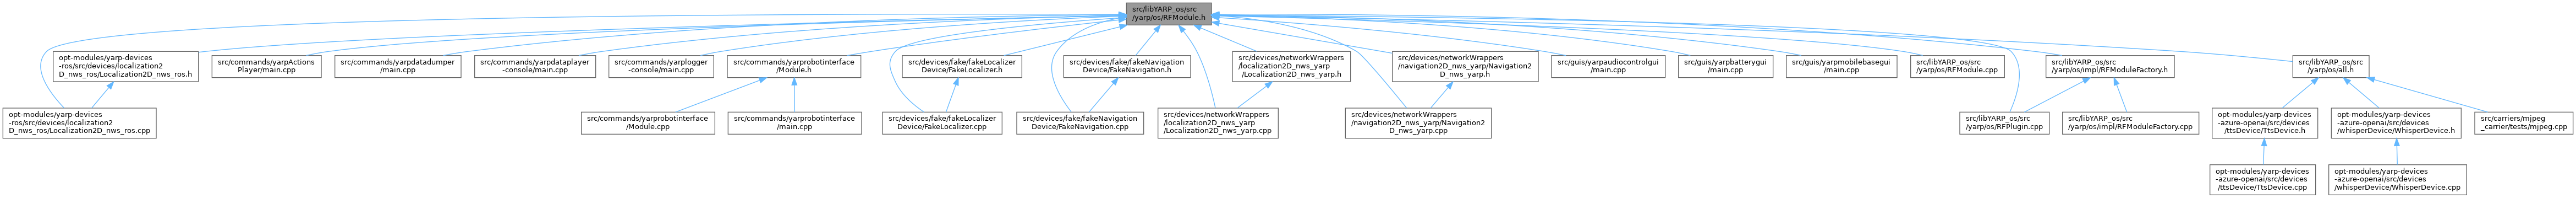 src/libYARP_os/src
/yarp/os/RFModule.h
opt-modules/yarp-devices
-ros/src/devices/localization2
D_nws_ros/Localization2D_nws_ros.h
src/commands/yarpActions
Player/main.cpp
src/commands/yarpdatadumper
/main.cpp
src/commands/yarpdataplayer
-console/main.cpp
src/commands/yarplogger
-console/main.cpp
src/commands/yarprobotinterface
/Module.h
src/devices/fake/fakeLocalizer
Device/FakeLocalizer.h
src/devices/fake/fakeNavigation
Device/FakeNavigation.h
src/devices/networkWrappers
/localization2D_nws_yarp
/Localization2D_nws_yarp.h
src/devices/networkWrappers
/navigation2D_nws_yarp/Navigation2
D_nws_yarp.h
src/guis/yarpaudiocontrolgui
/main.cpp
src/guis/yarpbatterygui
/main.cpp
src/guis/yarpmobilebasegui
/main.cpp
src/libYARP_os/src
/yarp/os/RFModule.cpp
src/libYARP_os/src
/yarp/os/impl/RFModuleFactory.h
src/libYARP_os/src
/yarp/os/all.h
opt-modules/yarp-devices
-ros/src/devices/localization2
D_nws_ros/Localization2D_nws_ros.cpp
src/commands/yarprobotinterface
/Module.cpp
src/commands/yarprobotinterface
/main.cpp
src/devices/fake/fakeLocalizer
Device/FakeLocalizer.cpp
src/devices/fake/fakeNavigation
Device/FakeNavigation.cpp
src/devices/networkWrappers
/localization2D_nws_yarp
/Localization2D_nws_yarp.cpp
src/devices/networkWrappers
/navigation2D_nws_yarp/Navigation2
D_nws_yarp.cpp
src/libYARP_os/src
/yarp/os/RFPlugin.cpp
src/libYARP_os/src
/yarp/os/impl/RFModuleFactory.cpp
opt-modules/yarp-devices
-azure-openai/src/devices
/ttsDevice/TtsDevice.h
opt-modules/yarp-devices
-azure-openai/src/devices
/whisperDevice/WhisperDevice.h
src/carriers/mjpeg
_carrier/tests/mjpeg.cpp
opt-modules/yarp-devices
-azure-openai/src/devices
/ttsDevice/TtsDevice.cpp
opt-modules/yarp-devices
-azure-openai/src/devices
/whisperDevice/WhisperDevice.cpp